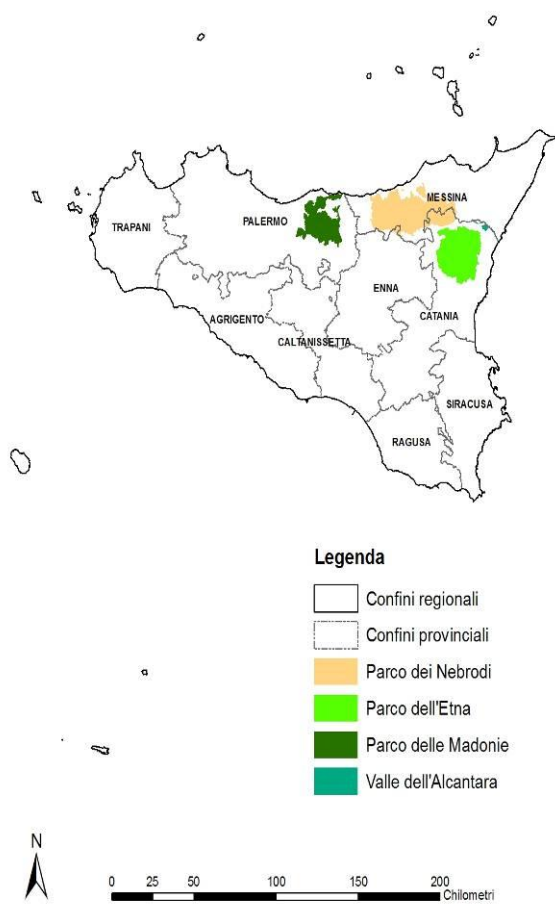 MESSINA
PALERMO
TRAPANI
ENNA
CATANIA
AGRIGENTO
CALTANISSETTA
SIRACUSA
RAGUSA
Legenda
Confini regionali
Confini provinciali
Parco dei Nebrodi
Parco dell'Etna
Parco delle Madonie
Valle dell'Alcantara
N
0 25 50 100 150 200
Chilometri